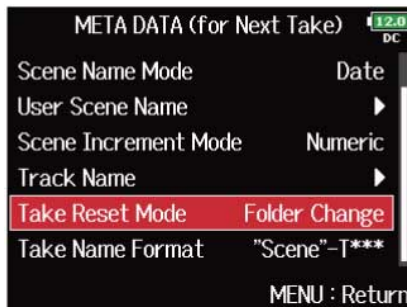 META DATA (for Next Take)
12.0
DC
Scene Name Mode Date
User Scene Name ▶
Scene Increment Mode Numeric
Track Name ▶
Take Reset Mode Folder Change
Take Name Format "Scene"-T***
MENU : Return